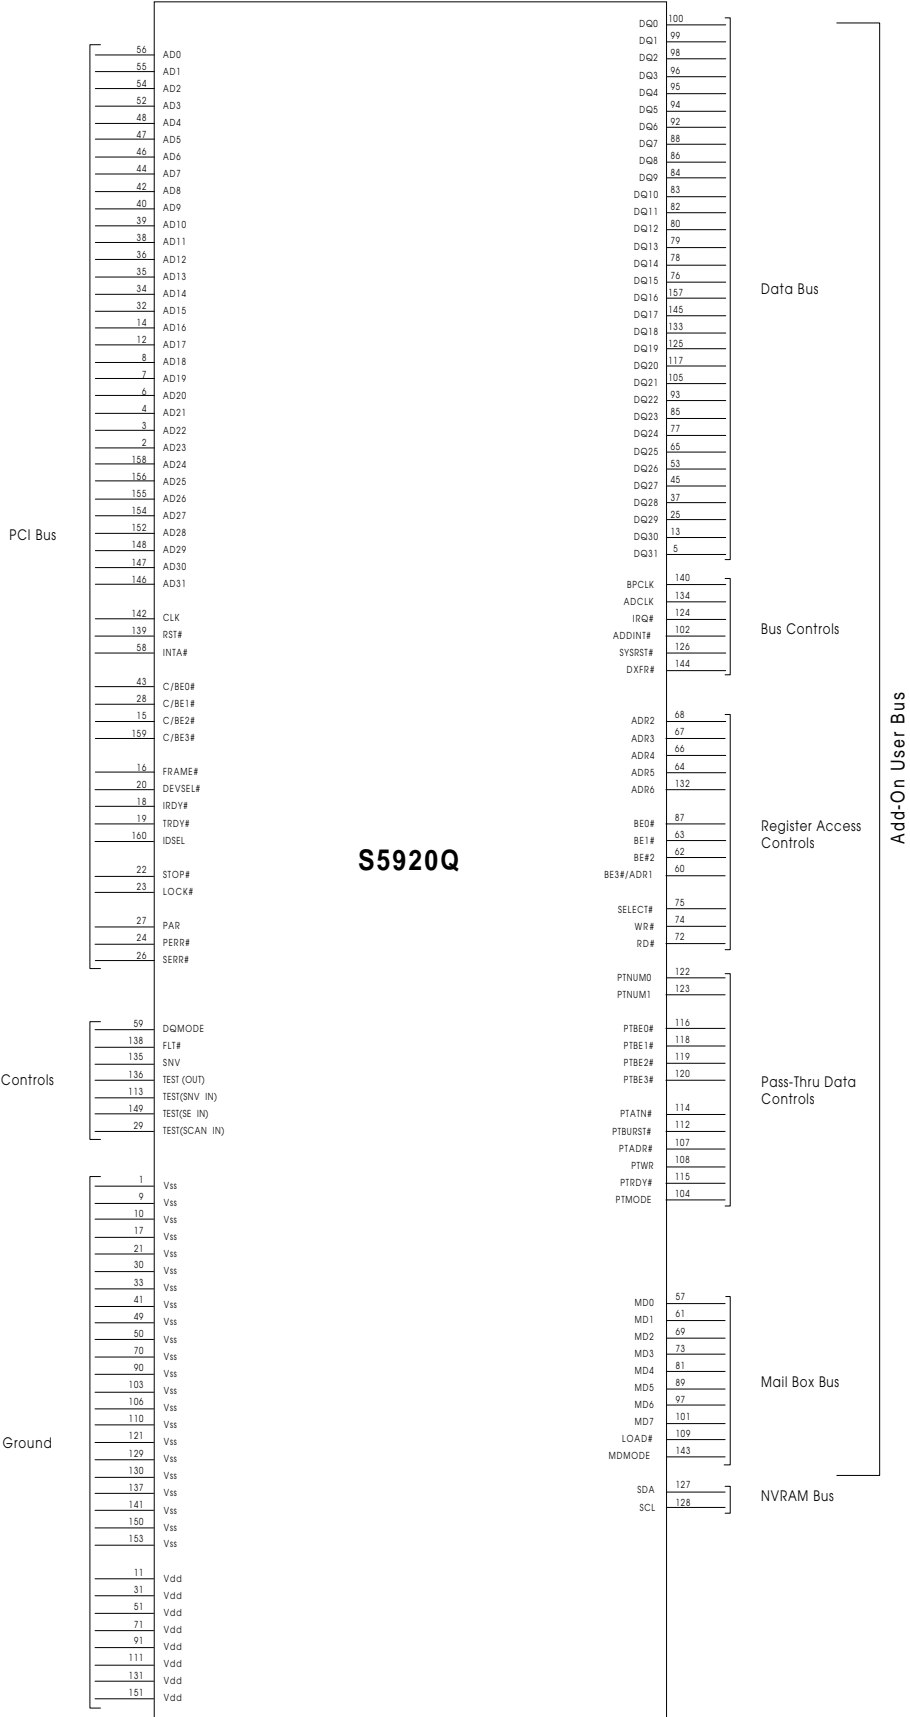 PCI Bus
56 AD0
55 AD1
54 AD2
52 AD3
48 AD4
47 AD5
46 AD6
44 AD7
42 AD8
40 AD9
39 AD10
38 AD11
36 AD12
35 AD13
34 AD14
32 AD15
14 AD16
12 AD17
8 AD18
7 AD19
6 AD20
4 AD21
3 AD22
2 AD23
158 AD24
156 AD25
155 AD26
154 AD27
152 AD28
148 AD29
147 AD30
146 AD31
142 CLK
139 RST#
58 INTA#
43 C/BE0#
28 C/BE1#
15 C/BE2#
159 C/BE3#
16 FRAME#
20 DEVSEL#
18 IRDY#
19 TRDY#
160 IDSEL
22 STOP#
23 LOCK#
27 PAR
24 PERR#
26 SERR#
Controls
59 DQMODE
138 FLT#
135 SNV
136 TEST (OUT)
113 TEST(SNV IN)
149 TEST(SE IN)
29 TEST(SCAN IN)
Ground
1 Vss
9 Vss
10 Vss
17 Vss
21 Vss
30 Vss
33 Vss
41 Vss
49 Vss
50 Vss
70 Vss
90 Vss
103 Vss
106 Vss
110 Vss
121 Vss
129 Vss
130 Vss
137 Vss
141 Vss
150 Vss
153 Vss
11 Vdd
31 Vdd
51 Vdd
71 Vdd
91 Vdd
111 Vdd
131 Vdd
151 Vdd
S5920Q
DQ0 100
DQ1 99
DQ2 98
DQ3 96
DQ4 95
DQ5 94
DQ6 92
DQ7 88
DQ8 86
DQ9 84
DQ10 83
DQ11 82
DQ12 80
DQ13 79
DQ14 78
DQ15 76
DQ16 157
DQ17 145
DQ18 133
DQ19 125
DQ20 117
DQ21 105
DQ22 93
DQ23 85
DQ24 77
DQ25 65
DQ26 53
DQ27 45
DQ28 37
DQ29 25
DQ30 13
DQ31 5
Data Bus
BPCLK 140
ADCLK 134
IRQ# 124
ADDINT# 102
SYSRST# 126
DXFR# 144
Bus Controls
ADR2 68
ADR3 67
ADR4 66
ADR5 64
ADR6 132
BE0# 87
BE1# 63
BE#2 62
BE3#/ADR1 60
SELECT# 75
WR# 74
RD# 72
Register Access
Controls
PTNUM0 122
PTNUM1 123
PTBE0# 116
PTBE1# 118
PTBE2# 119
PTBE3# 120
PTATN# 114
PTBURST# 112
PTADR# 107
PTWR 108
PTRDY# 115
PTMODE 104
Pass-Thru Data
Controls
MD0 57
MD1 61
MD2 69
MD3 73
MD4 81
MD5 89
MD6 97
MD7 101
LOAD# 109
MDMODE 143
Mail Box Bus
SDA 127
SCL 128
NVRAM Bus
Add-On User Bus